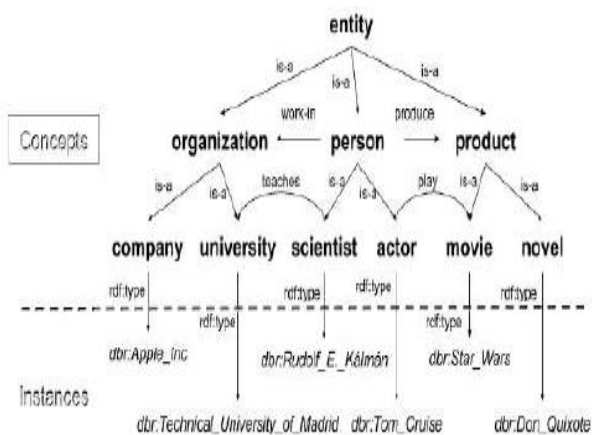 entity
is-a is-a is-a
work-in produce
Concepts organization person product
is-a is-a teaches is-a is-a play is-a is-a
company university scientist actor movie novel
rdf:type rdf:type rdf:type rdf:type
rdf:type rdf:type
dbr:Apple_Inc dbr:Rudolf_E._Kálmán dbr:Star_Wars
instances
dbr:Technical_University_of_Madrid dbr:Tom_Cruise dbr:Don_Quixote